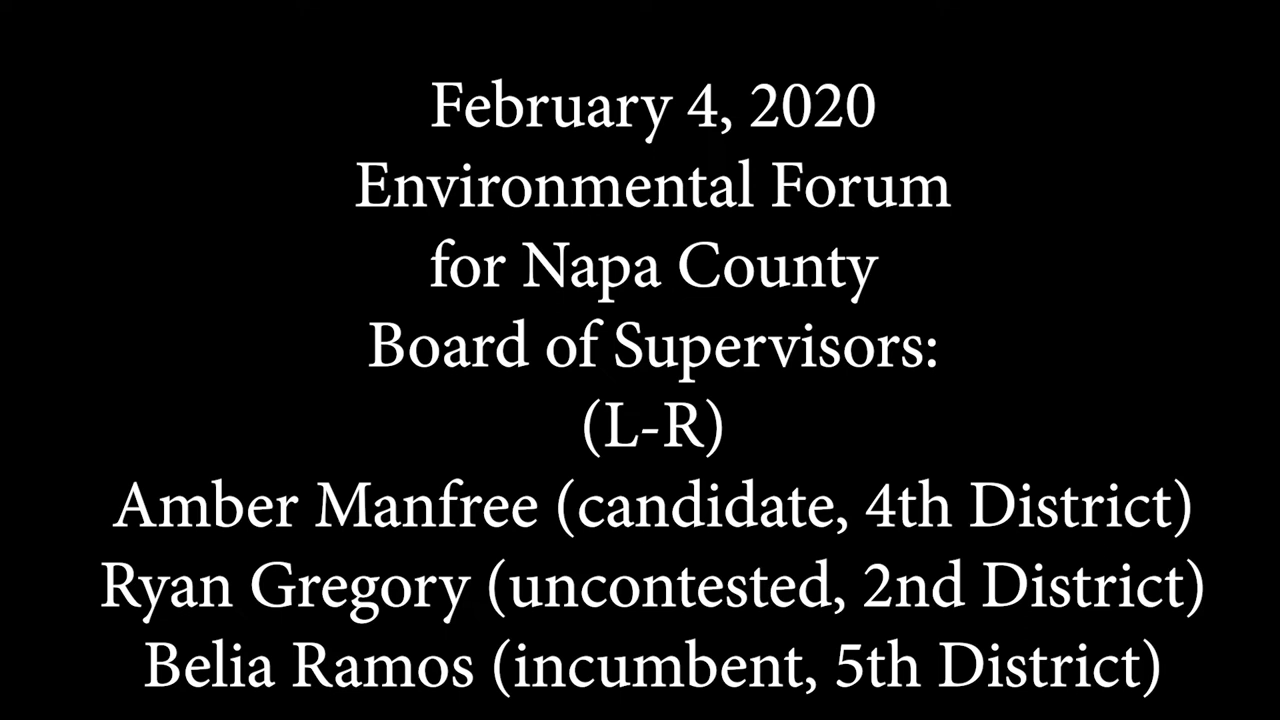 February 4, 2020
Environmental Forum
for Napa County
Board of Supervisors:
(L-R)
Amber Manfree (candidate, 4th District)
Ryan Gregory (uncontested, 2nd District)
Belia Ramos (incumbent, 5th District)